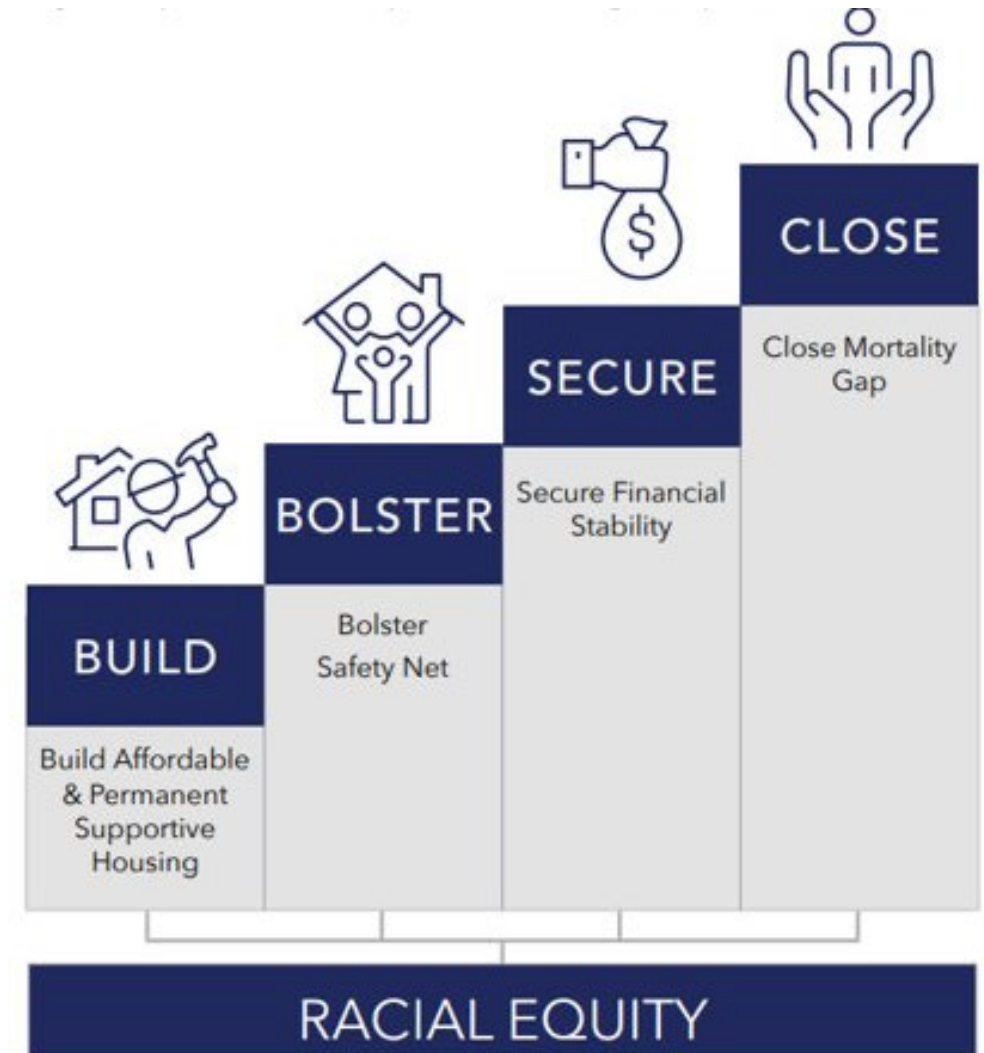 $
CLOSE
Close Mortality
Gap
SECURE
Secure Financial
Stability
BOLSTER
Bolster
Safety Net
BUILD
Build Affordable
& Permanent
Supportive
Housing
RACIAL EQUITY